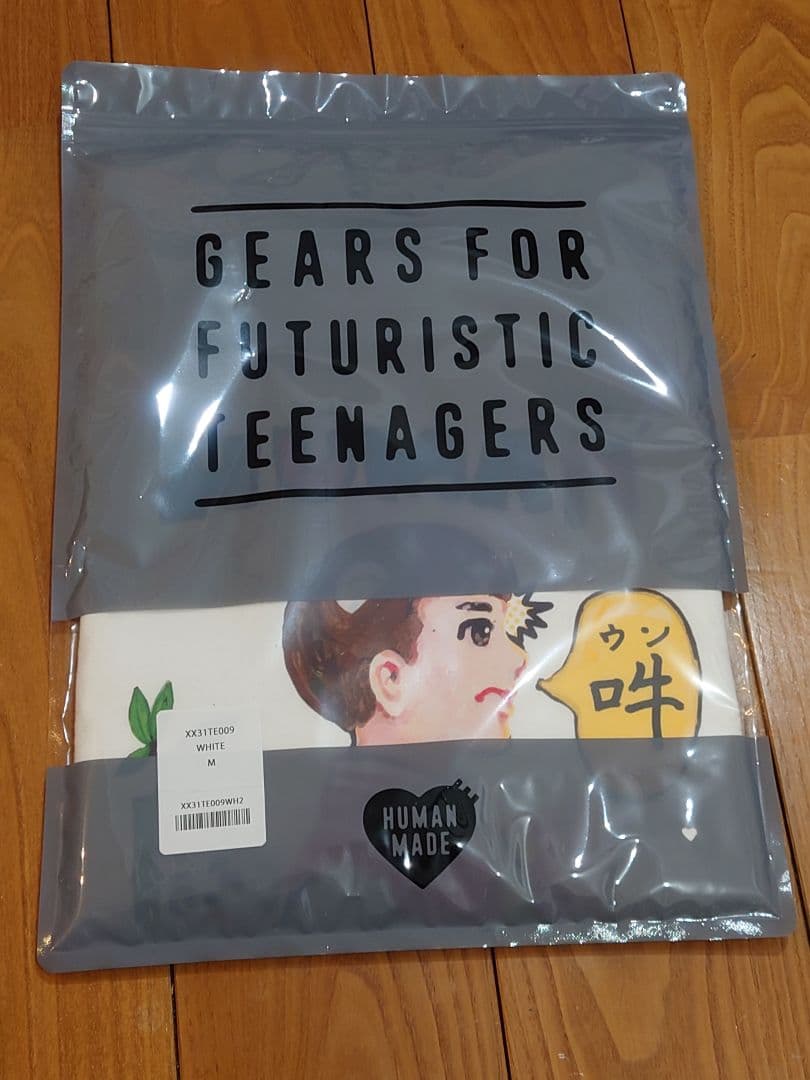 GEARS FOR
FUTURISTIC
TEENAGERS
ウン
吽
XX31TE009
WHITE
M
XX31TE009WH2
HUMAN
MADE